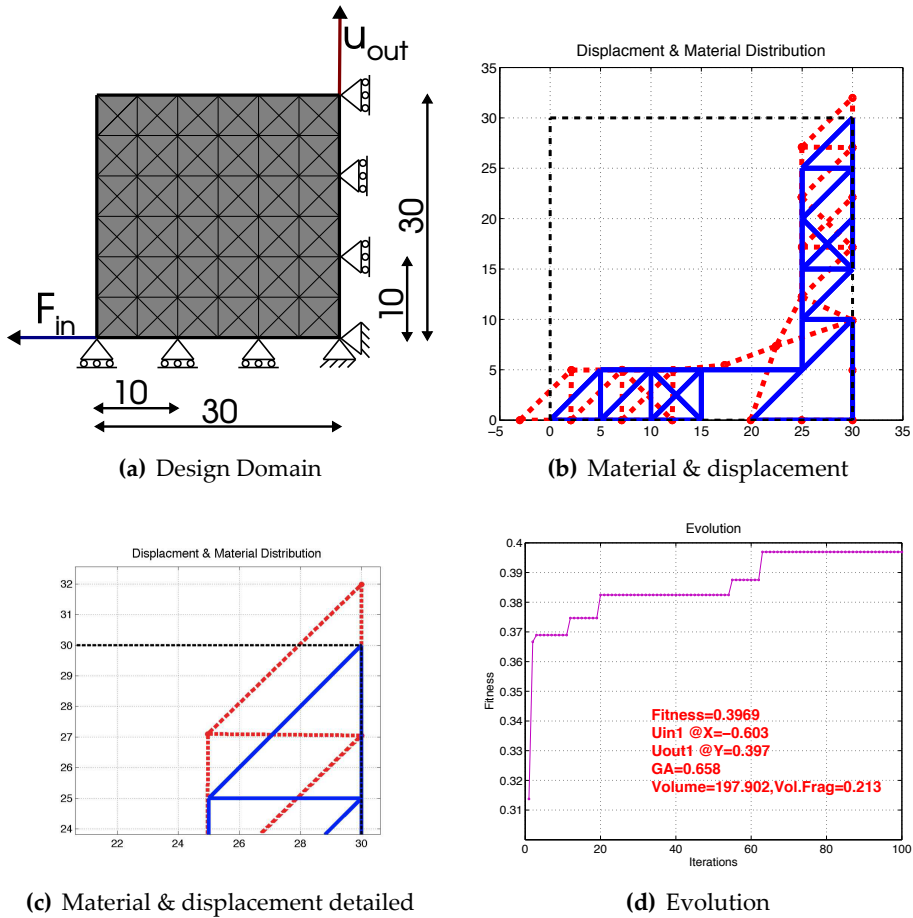 u_out
F_in
10
30
10
30
(a) Design Domain
Displacment & Material Distribution
35
30
25
20
15
10
5
0
−5 0 5 10 15 20 25 30 35
(b) Material & displacement
Displacment & Material Distribution
32
31
30
29
28
27
26
25
24
22 24 26 28 30
(c) Material & displacement detailed
Evolution
Fitness
0.4
0.39
0.38
0.37
0.36
0.35
0.34
0.33
0.32
0.31
Fitness=0.3969
Uin1 @X=−0.603
Uout1 @Y=0.397
GA=0.658
Volume=197.902,Vol.Frag=0.213
0 20 40 60 80 100
Iterations
(d) Evolution